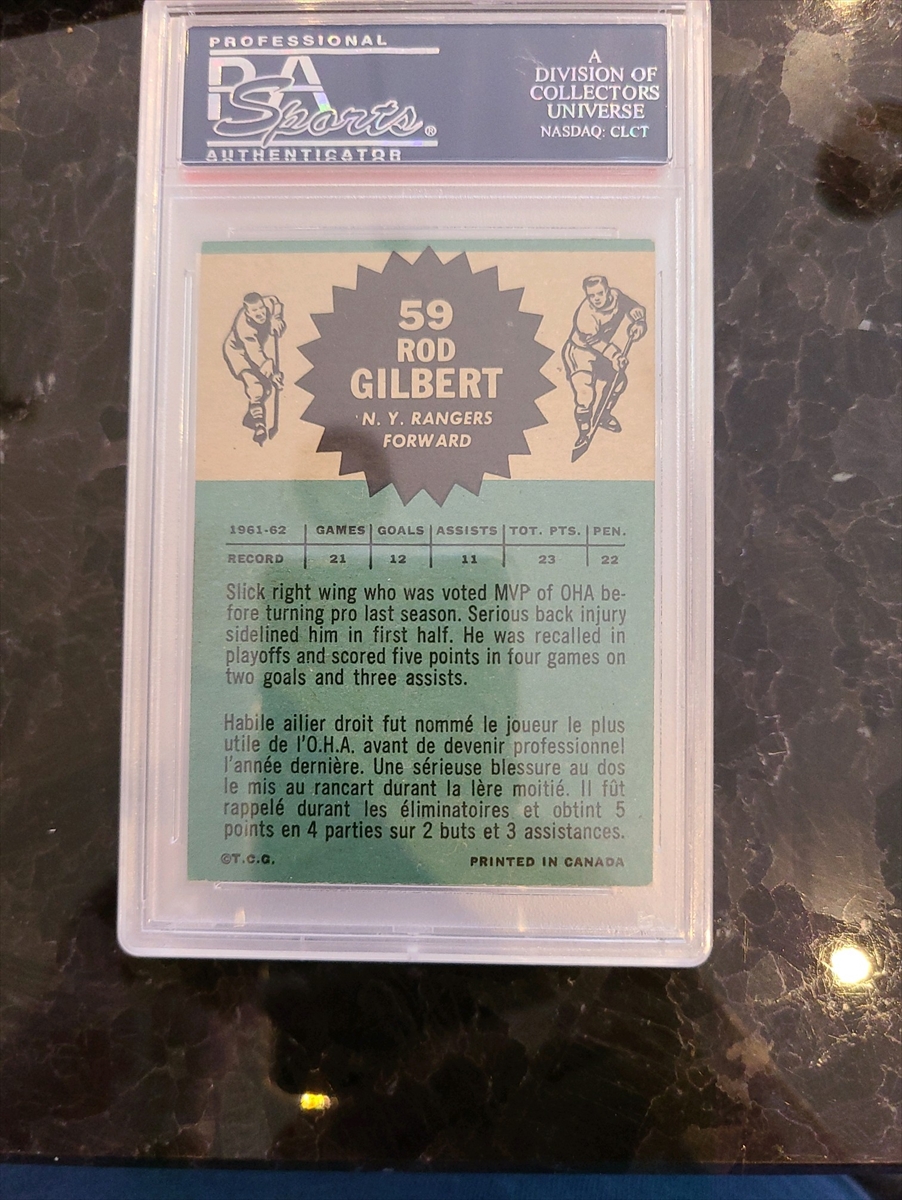 PROFESSIONAL
PSA
Sports®
AUTHENTICATOR
A
DIVISION OF
COLLECTORS
UNIVERSE
NASDAQ: CLCT
59
ROD
GILBERT
N. Y. RANGERS
FORWARD
1961-62 GAMES GOALS ASSISTS TOT. PTS. PEN.
RECORD 21 12 11 23 22
Slick right wing who was voted MVP of OHA be-
fore turning pro last season. Serious back injury
sidelined him in first half. He was recalled in
playoffs and scored five points in four games on
two goals and three assists.
Habile ailier droit fut nommé le joueur le plus
utile de l'O.H.A. avant de devenir professionnel
l'année dernière. Une sérieuse blessure au dos
le mis au rancart durant la lère moitié. Il fût
rappelé durant les éliminatoires et obtint 5
points en 4 parties sur 2 buts et 3 assistances.
©T.C.G. PRINTED IN CANADA